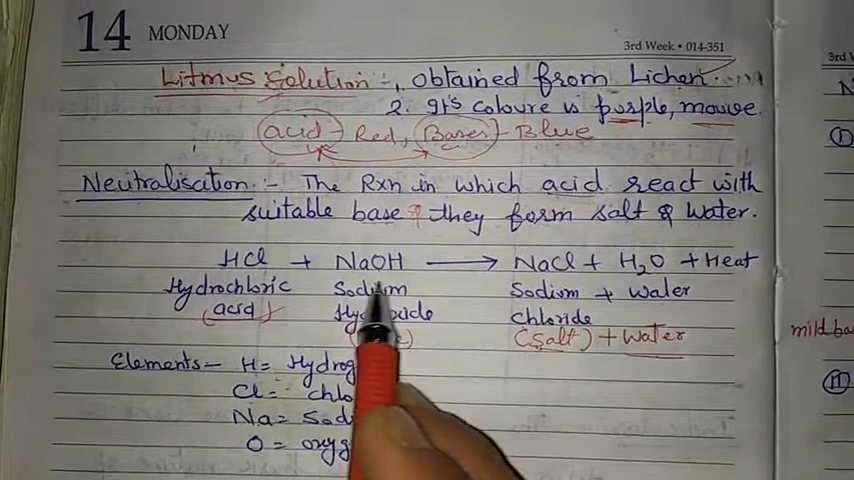 14 MONDAY
3rd Week • 014-351
3rd W
Litmus solution :-, obtained from Lichen
2. It's coloure is purple, mauve.
acid - Red, Bases - Blue
Neutralisation :- The Rxn in which acid react with
suitable base & they form salt & water.
HCl + NaOH → NaCl + H2O + Heat
Hydrochloric Sodium Sodium + water
(acid) Chloride
(salt) + water
mild ba
Elements - H = Hydrog
Cl = chlo
Na = Sod
O = oxyg